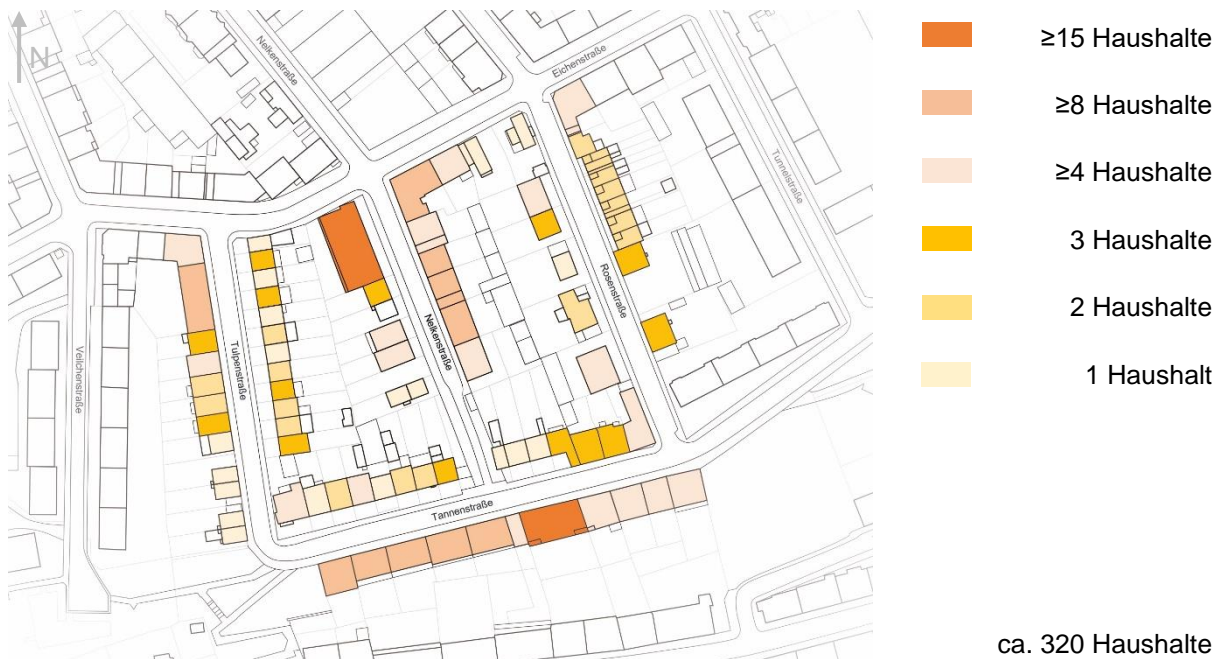 N
Nelkenstraße
Eichenstraße
Tunnelstraße
Veilchenstraße
Tulpenstraße
Nelkenstraße
Rosenstraße
Tannenstraße
≥15 Haushalte
≥8 Haushalte
≥4 Haushalte
3 Haushalte
2 Haushalte
1 Haushalt
ca. 320 Haushalte